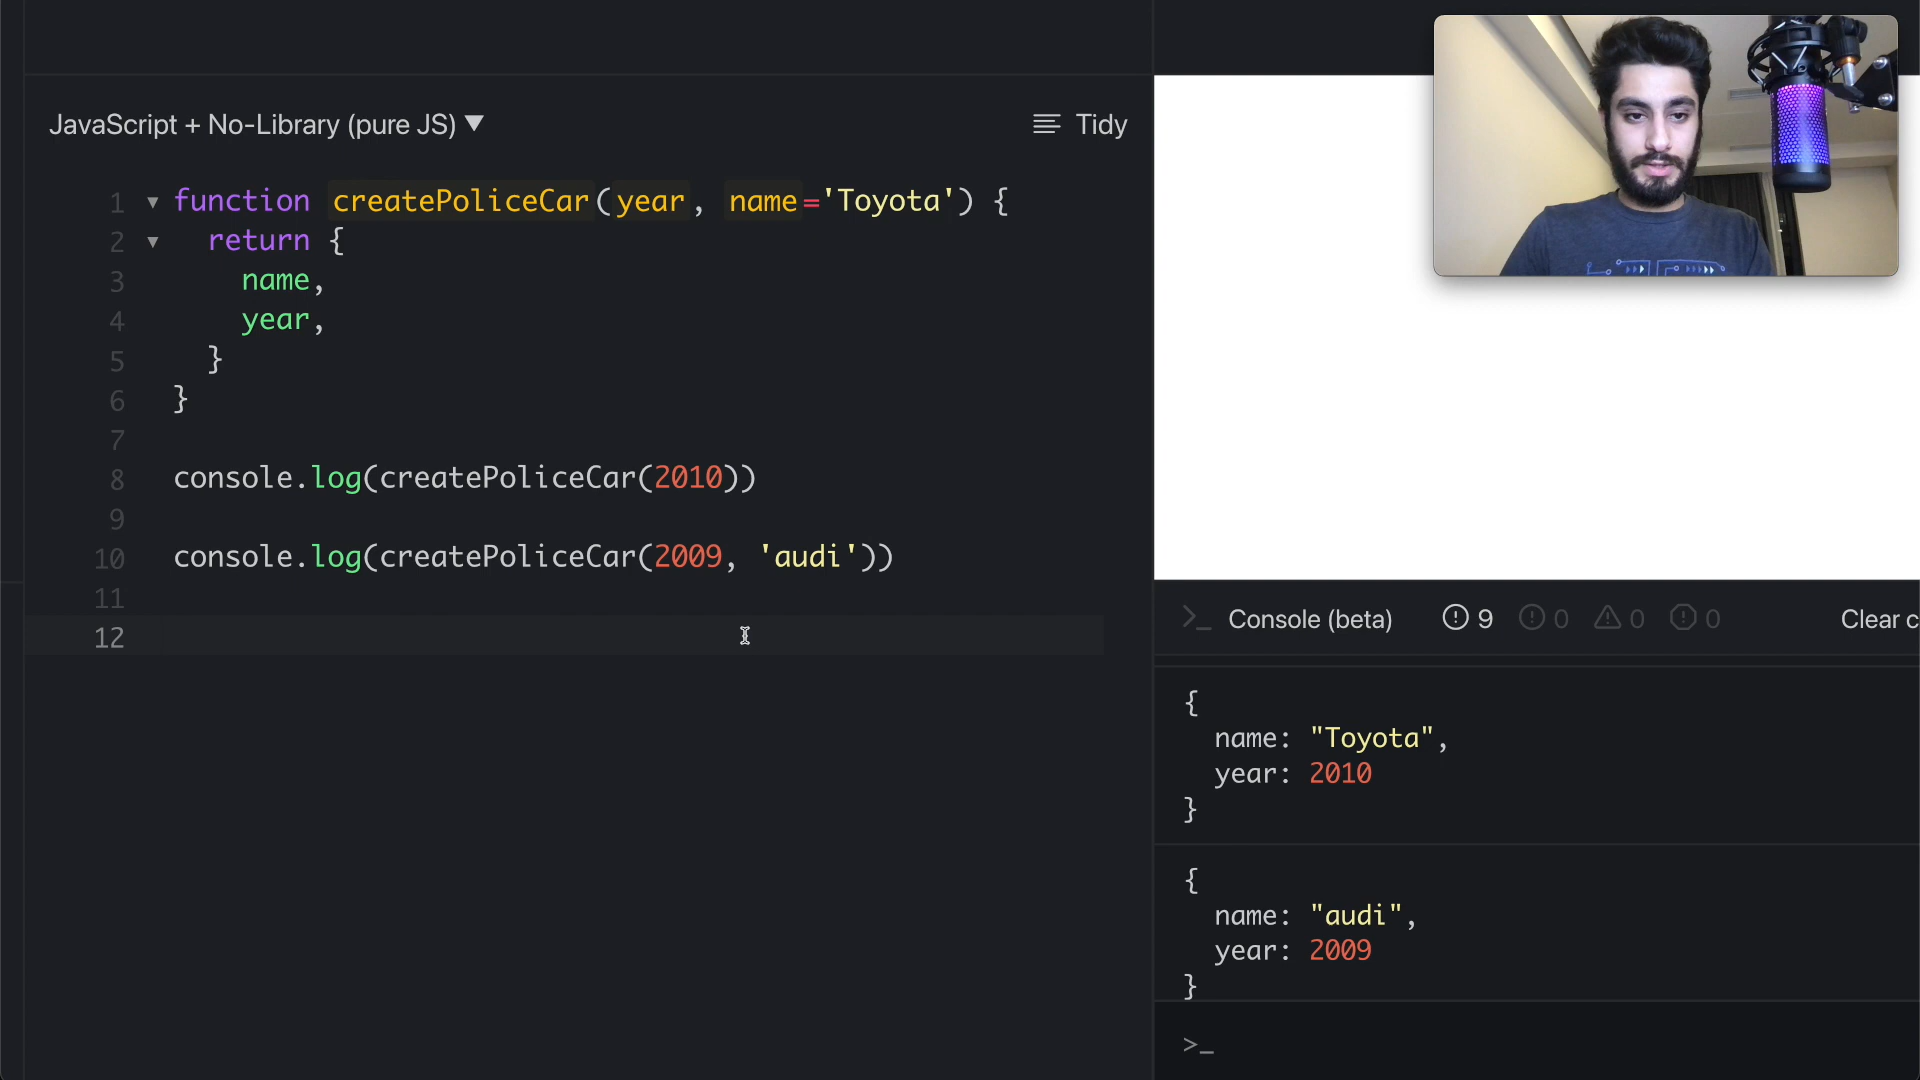 JavaScript + No-Library (pure JS) ▼
Tidy
1 ▼ function createPoliceCar(year, name='Toyota') {
2 ▼ return {
3 name,
4 year,
5 }
6 }
7
8 console.log(createPoliceCar(2010))
9
10 console.log(createPoliceCar(2009, 'audi'))
11
12
>_ Console (beta) 9 0 0 0 Clear c
{
name: "Toyota",
year: 2010
}
{
name: "audi",
year: 2009
}
>_